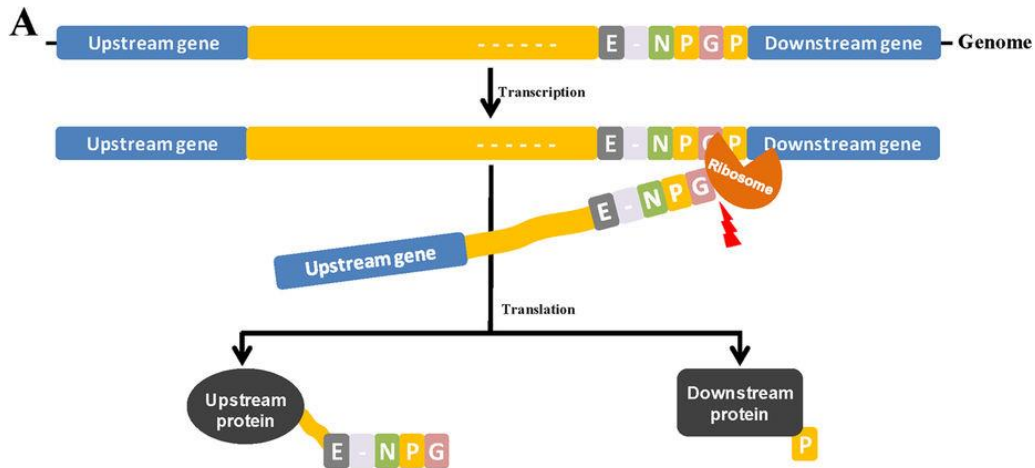 A
Upstream gene ------ E - N P G P Downstream gene Genome
Transcription
Upstream gene ------ E - N P G P Downstream gene
Ribosome
E - N P G
Upstream gene
Translation
Upstream
protein
E - N P G
Downstream
protein
P